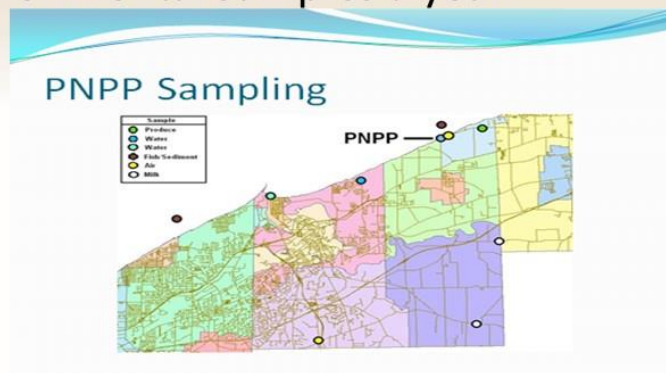 PNPP Sampling
Sample
Produce
Water
Water
Fish/Sediment
Air
Milk
PNPP